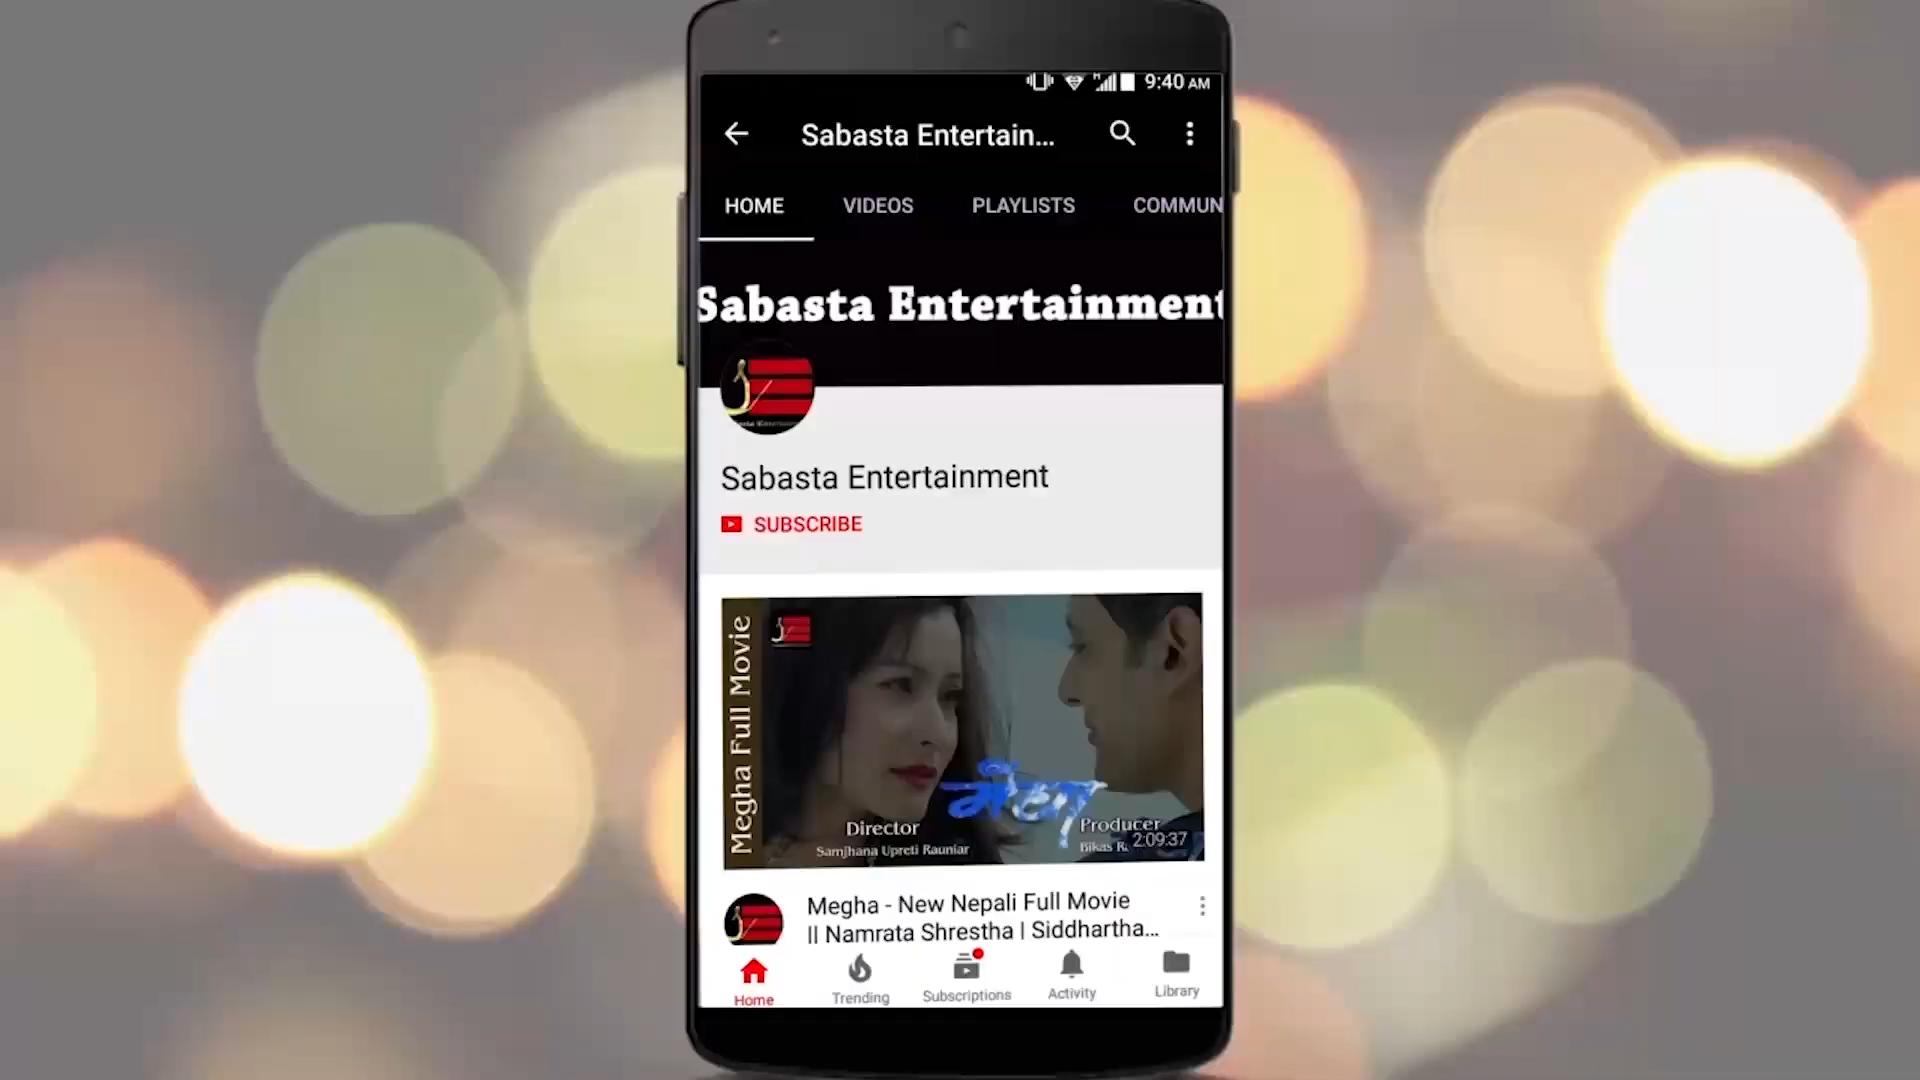 9:40 AM
Sabasta Entertain...
HOME VIDEOS PLAYLISTS COMMUN
Sabasta Entertainment
Sabasta Entertainment
SUBSCRIBE
Megha Full Movie
मेघा
Director
Samjhana Upreti Rauniar
Producer
Bikas R.
2:09:37
Megha - New Nepali Full Movie
|| Namrata Shrestha | Siddhartha...
Home Trending Subscriptions Activity Library